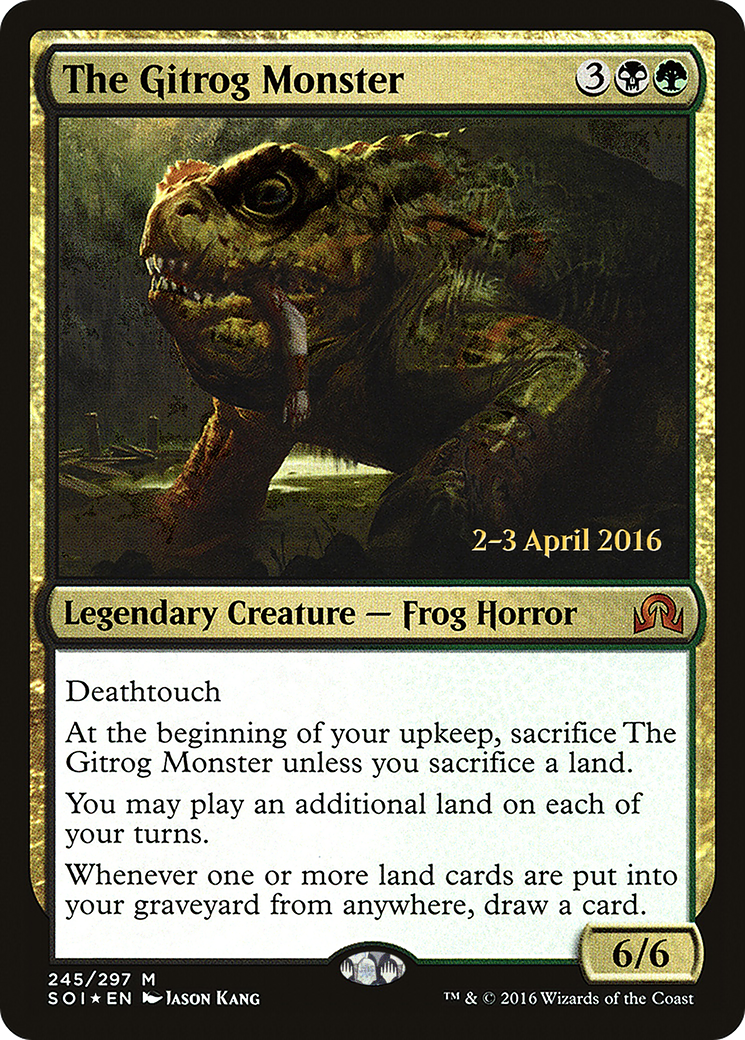 The Gitrog Monster 3
2–3 April 2016
Legendary Creature — Frog Horror
Deathtouch
At the beginning of your upkeep, sacrifice The
Gitrog Monster unless you sacrifice a land.
You may play an additional land on each of
your turns.
Whenever one or more land cards are put into
your graveyard from anywhere, draw a card.
6/6
245/297 M
SOI★EN Jason Kang
™ & © 2016 Wizards of the Coast